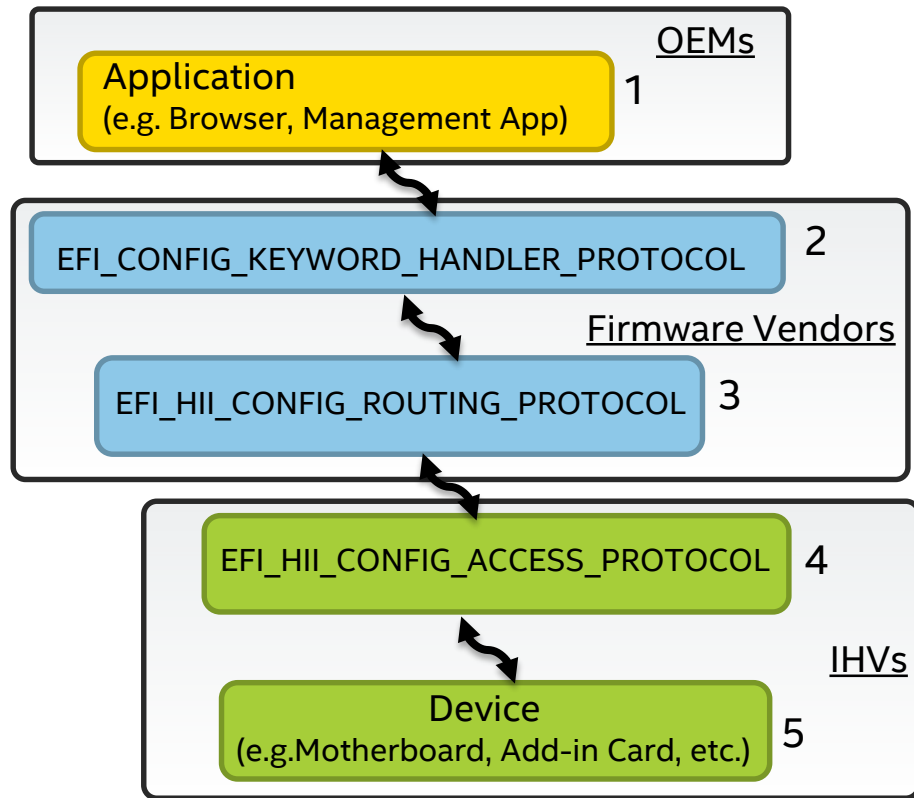 OEMs
Application
(e.g. Browser, Management App)
1
EFI_CONFIG_KEYWORD_HANDLER_PROTOCOL
2
Firmware Vendors
EFI_HII_CONFIG_ROUTING_PROTOCOL
3
EFI_HII_CONFIG_ACCESS_PROTOCOL
4
IHVs
Device
(e.g.Motherboard, Add-in Card, etc.)
5